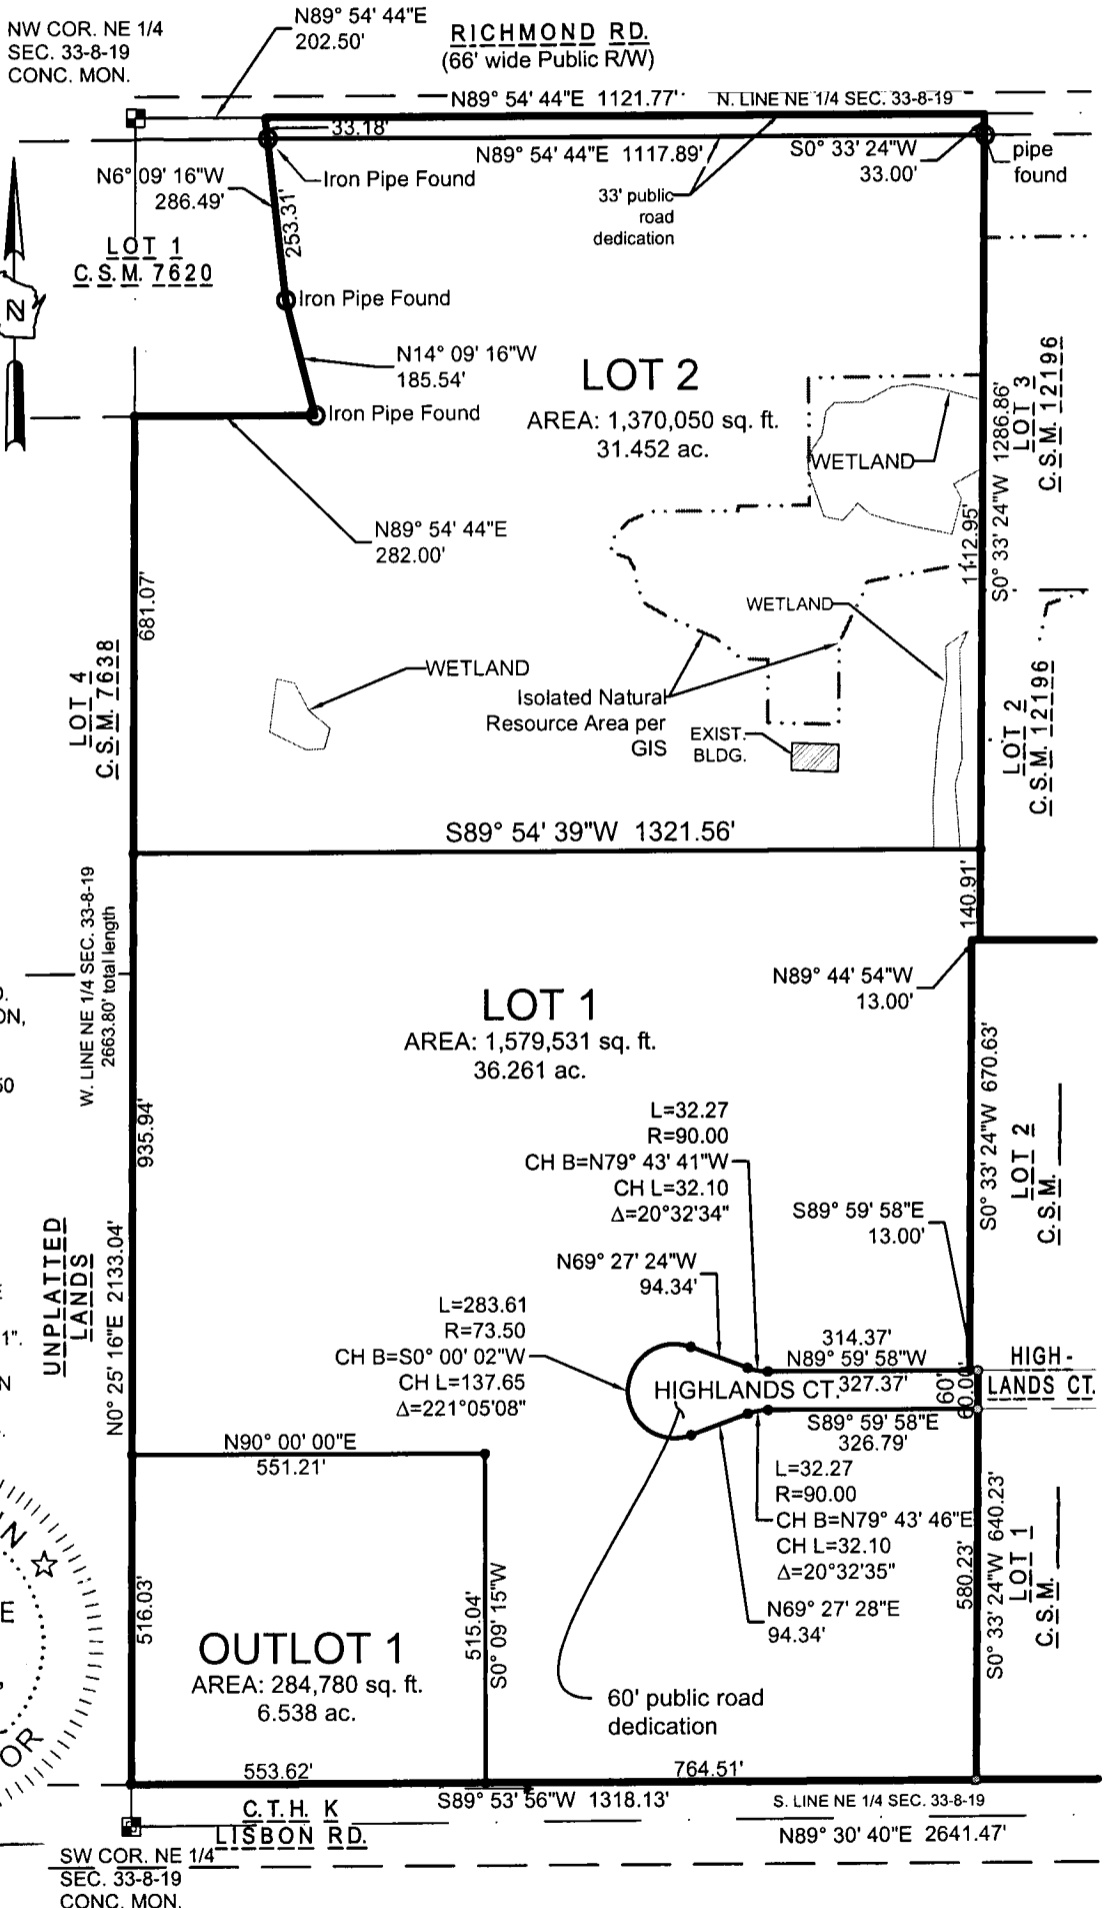 NW COR. NE 1/4
SEC. 33-8-19
CONC. MON.
N89° 54' 44"E
202.50'
RICHMOND RD.
(66' wide Public R/W)
N89° 54' 44"E 1121.77'
N. LINE NE 1/4 SEC. 33-8-19
33.18'
N89° 54' 44"E 1117.89'
S0° 33' 24"W
33.00'
pipe
found
N6° 09' 16"W
286.49'
Iron Pipe Found
253.31'
33' public
road
dedication
LOT 1
C.S.M. 7620
N
Iron Pipe Found
N14° 09' 16"W
185.54'
Iron Pipe Found
LOT 2
AREA: 1,370,050 sq. ft.
31.452 ac.
WETLAND
1112.95'
S0° 33' 24"W 1286.86'
LOT 3
C.S.M. 12196
N89° 54' 44"E
282.00'
681.07'
LOT 4
C.S.M. 7638
WETLAND
WETLAND
Isolated Natural
Resource Area per
GIS
EXIST.
BLDG.
LOT 2
C.S.M. 12196
S89° 54' 39"W 1321.56'
140.91'
W. LINE NE 1/4 SEC. 33-8-19
2663.80' total length
N89° 44' 54"W
13.00'
LOT 1
AREA: 1,579,531 sq. ft.
36.261 ac.
935.94'
S0° 33' 24"W 670.63'
LOT 2
C.S.M.
L=32.27
R=90.00
CH B=N79° 43' 41"W
CH L=32.10
Δ=20°32'34"
S89° 59' 58"E
13.00'
N69° 27' 24"W
94.34'
UNPLATTED
LANDS
N0° 25' 16"E 2133.04'
L=283.61
R=73.50
CH B=S0° 00' 02"W
CH L=137.65
Δ=221°05'08"
314.37'
N89° 59' 58"W
327.37'
HIGHLANDS CT.
60'
60.00'
HIGH-
LANDS CT.
S89° 59' 58"E
326.79'
N90° 00' 00"E
551.21'
L=32.27
R=90.00
CH B=N79° 43' 46"E
CH L=32.10
Δ=20°32'35"
N69° 27' 28"E
94.34'
580.23'
S0° 33' 24"W 640.23'
LOT 1
C.S.M.
516.03'
515.04'
S0° 09' 15"W
OUTLOT 1
AREA: 284,780 sq. ft.
6.538 ac.
60' public road
dedication
553.62'
764.51'
S89° 53' 56"W 1318.13'
S. LINE NE 1/4 SEC. 33-8-19
N89° 30' 40"E 2641.47'
C.T.H. K
LISBON RD.
SW COR. NE 1/4
SEC. 33-8-19
CONC. MON.